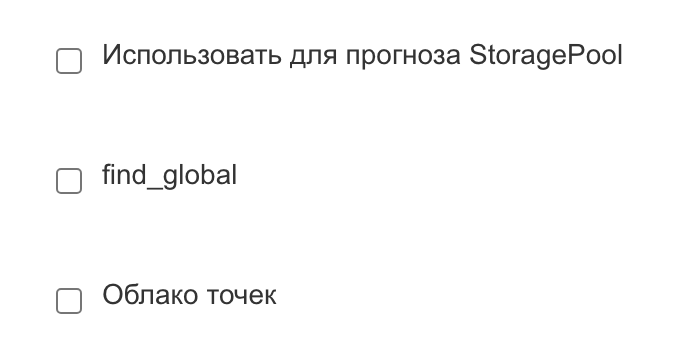 Использовать для прогноза StoragePool
find_global
Облако точек